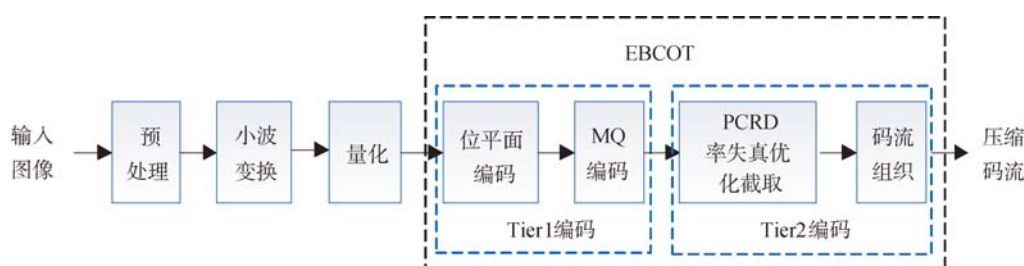 EBCOT
输入
图像
预
处理
小波
变换
量化
位平面
编码
MQ
编码
Tier1编码
PCRD
率失真优
化截取
码流
组织
Tier2编码
压缩
码流